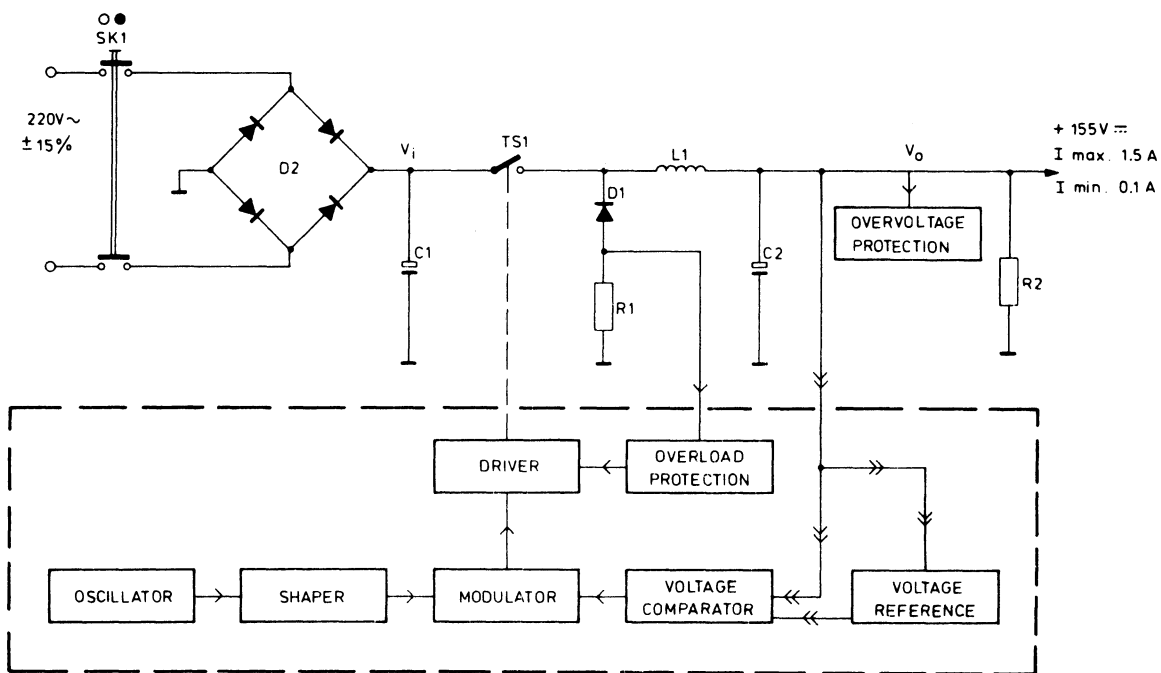 SK1
220V~
±15%
D2
Vi
TS1
L1
D1
C1
R1
C2
Vo
OVERVOLTAGE
PROTECTION
R2
+ 155V ⎓
I max. 1.5 A
I min. 0.1 A
DRIVER
OVERLOAD
PROTECTION
OSCILLATOR
SHAPER
MODULATOR
VOLTAGE
COMPARATOR
VOLTAGE
REFERENCE